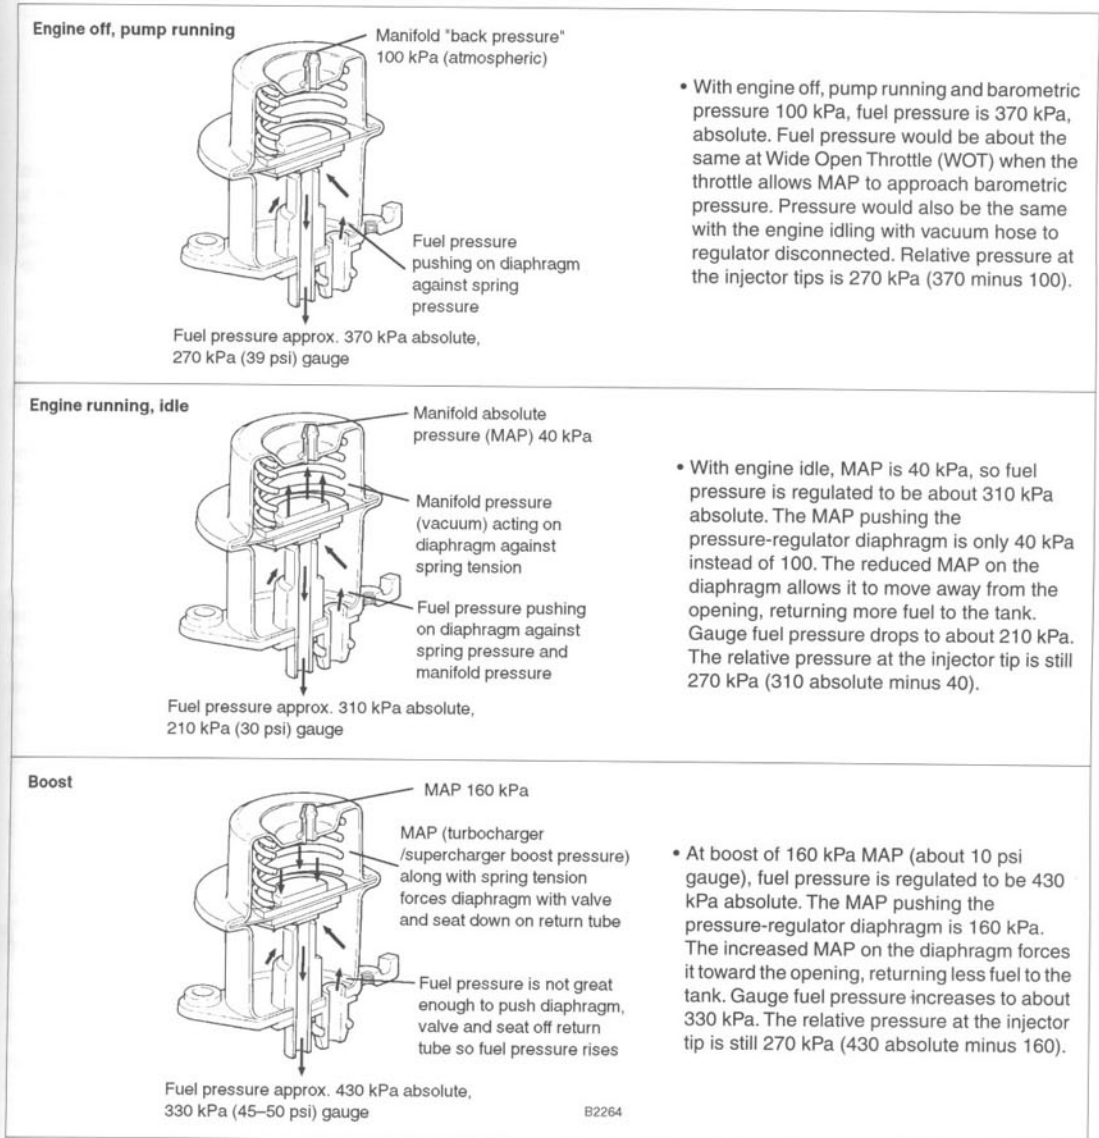 Engine off, pump running
Manifold "back pressure"
100 kPa (atmospheric)
Fuel pressure
pushing on diaphragm
against spring
pressure
Fuel pressure approx. 370 kPa absolute,
270 kPa (39 psi) gauge
• With engine off, pump running and barometric
pressure 100 kPa, fuel pressure is 370 kPa,
absolute. Fuel pressure would be about the
same at Wide Open Throttle (WOT) when the
throttle allows MAP to approach barometric
pressure. Pressure would also be the same
with the engine idling with vacuum hose to
regulator disconnected. Relative pressure at
the injector tips is 270 kPa (370 minus 100).
Engine running, idle
Manifold absolute
pressure (MAP) 40 kPa
Manifold pressure
(vacuum) acting on
diaphragm against
spring tension
Fuel pressure pushing
on diaphragm against
spring pressure and
manifold pressure
Fuel pressure approx. 310 kPa absolute,
210 kPa (30 psi) gauge
• With engine idle, MAP is 40 kPa, so fuel
pressure is regulated to be about 310 kPa
absolute. The MAP pushing the
pressure-regulator diaphragm is only 40 kPa
instead of 100. The reduced MAP on the
diaphragm allows it to move away from the
opening, returning more fuel to the tank.
Gauge fuel pressure drops to about 210 kPa.
The relative pressure at the injector tip is still
270 kPa (310 absolute minus 40).
Boost
MAP 160 kPa
MAP (turbocharger
/supercharger boost pressure)
along with spring tension
forces diaphragm with valve
and seat down on return tube
Fuel pressure is not great
enough to push diaphragm,
valve and seat off return
tube so fuel pressure rises
Fuel pressure approx. 430 kPa absolute,
330 kPa (45–50 psi) gauge
B2264
• At boost of 160 kPa MAP (about 10 psi
gauge), fuel pressure is regulated to be 430
kPa absolute. The MAP pushing the
pressure-regulator diaphragm is 160 kPa.
The increased MAP on the diaphragm forces
it toward the opening, returning less fuel to the
tank. Gauge fuel pressure increases to about
330 kPa. The relative pressure at the injector
tip is still 270 kPa (430 absolute minus 160).